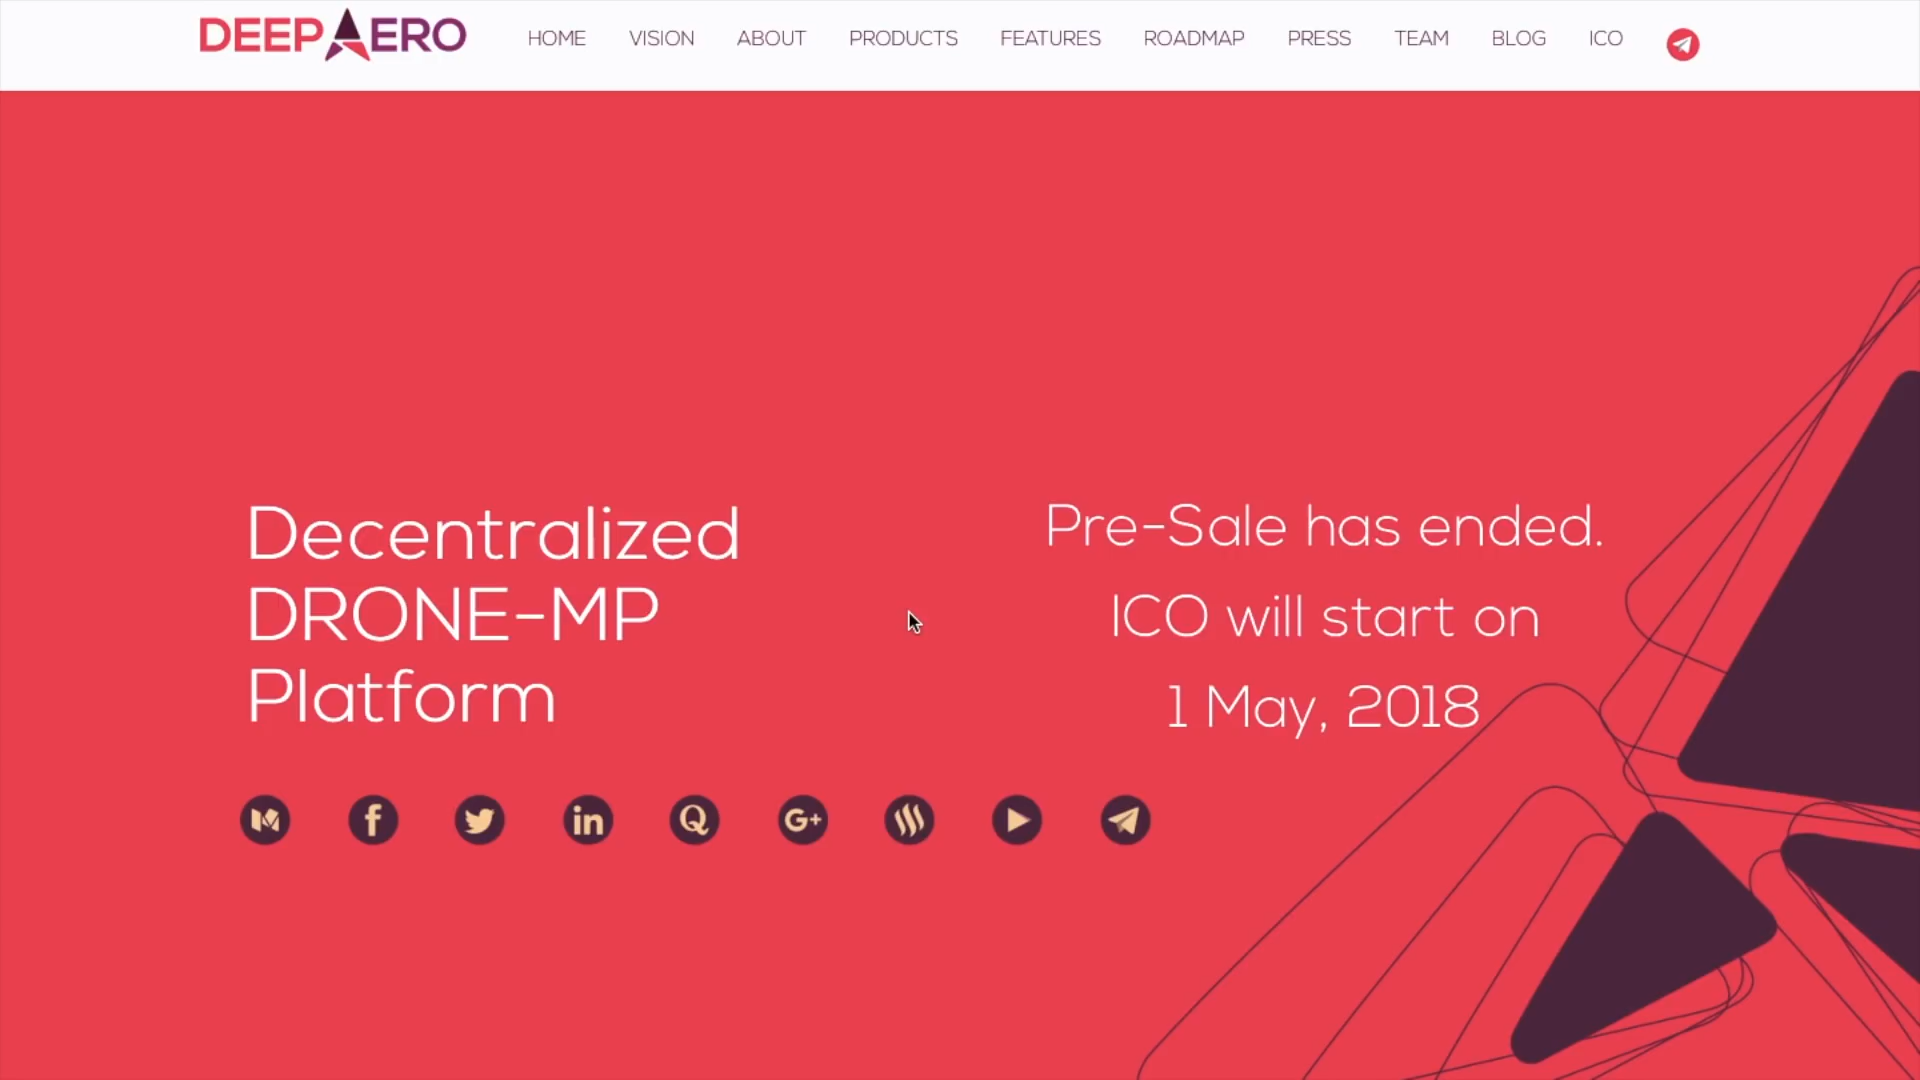 DEEPAERO
HOME VISION ABOUT PRODUCTS FEATURES ROADMAP PRESS TEAM BLOG ICO
Decentralized
DRONE-MP
Platform
Pre-Sale has ended.
ICO will start on
1 May, 2018